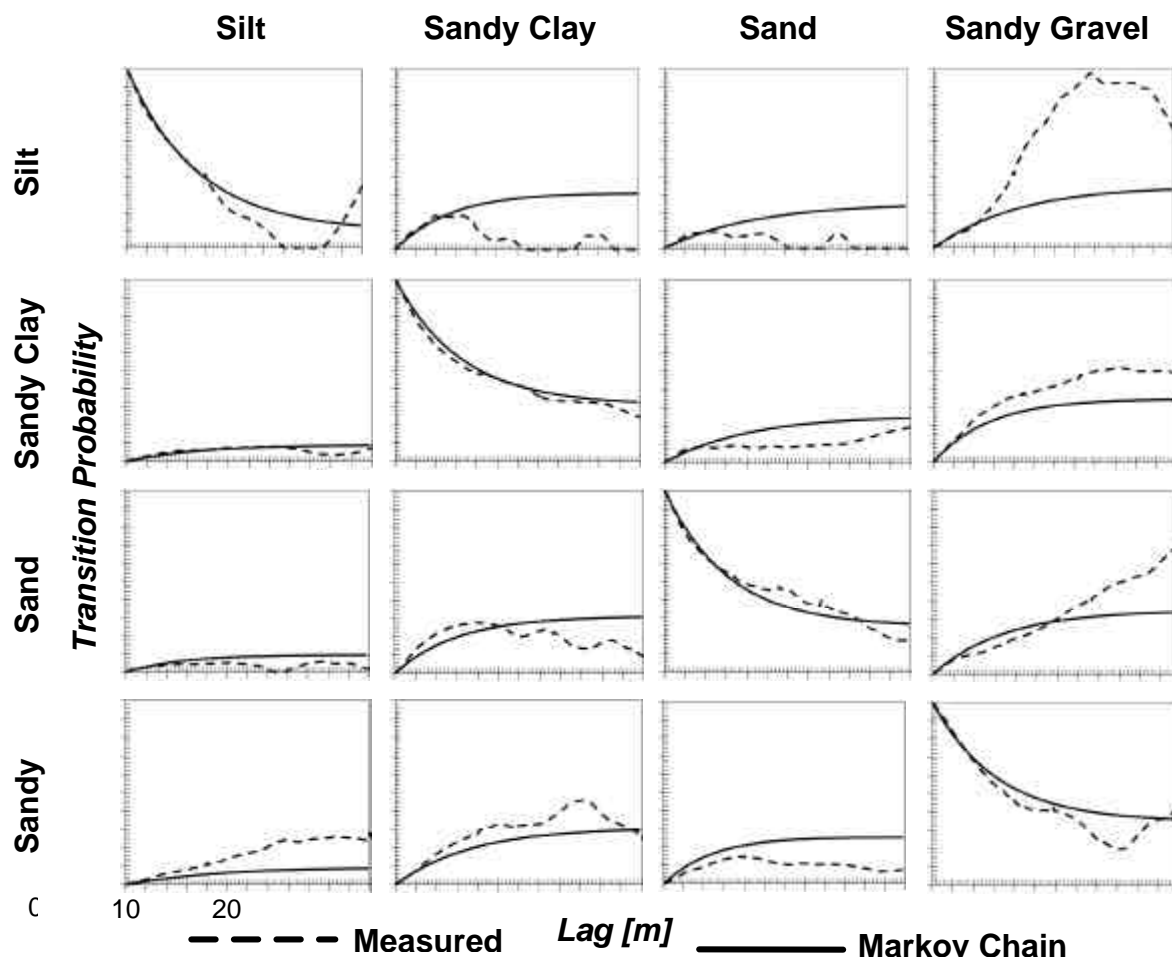 Silt Sandy Clay Sand Sandy Gravel
Silt
Sandy Clay
Sand
Sandy
Transition Probability
10 20
Lag [m]
Measured
Markov Chain